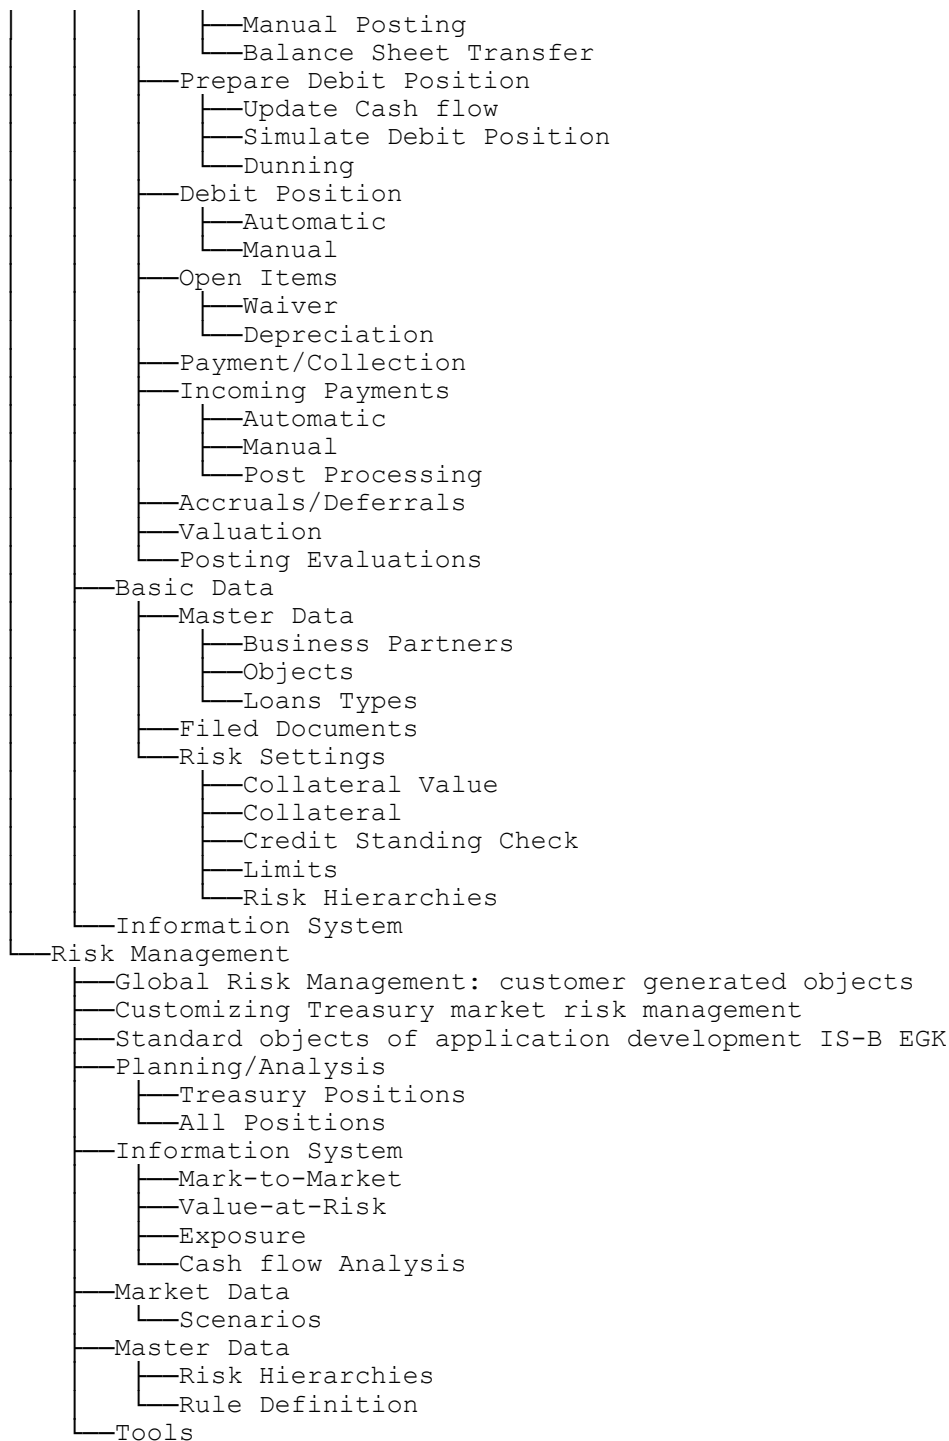 Manual Posting
Balance Sheet Transfer
Prepare Debit Position
Update Cash flow
Simulate Debit Position
Dunning
Debit Position
Automatic
Manual
Open Items
Waiver
Depreciation
Payment/Collection
Incoming Payments
Automatic
Manual
Post Processing
Accruals/Deferrals
Valuation
Posting Evaluations
Basic Data
Master Data
Business Partners
Objects
Loans Types
Filed Documents
Risk Settings
Collateral Value
Collateral
Credit Standing Check
Limits
Risk Hierarchies
Information System
Risk Management
Global Risk Management: customer generated objects
Customizing Treasury market risk management
Standard objects of application development IS-B EGK
Planning/Analysis
Treasury Positions
All Positions
Information System
Mark-to-Market
Value-at-Risk
Exposure
Cash flow Analysis
Market Data
Scenarios
Master Data
Risk Hierarchies
Rule Definition
Tools